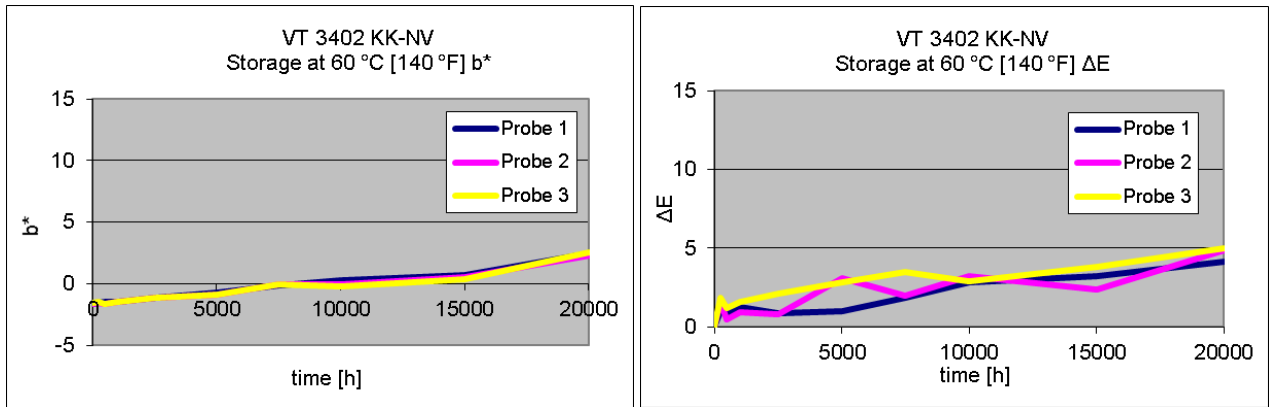 VT 3402 KK-NV
Storage at 60 °C [140 °F] b*
15
10
5
0
-5
b*
Probe 1
Probe 2
Probe 3
0
5000
10000
15000
20000
time [h]
VT 3402 KK-NV
Storage at 60 °C [140 °F] ΔE
15
10
5
0
ΔE
Probe 1
Probe 2
Probe 3
0
5000
10000
15000
20000
time [h]